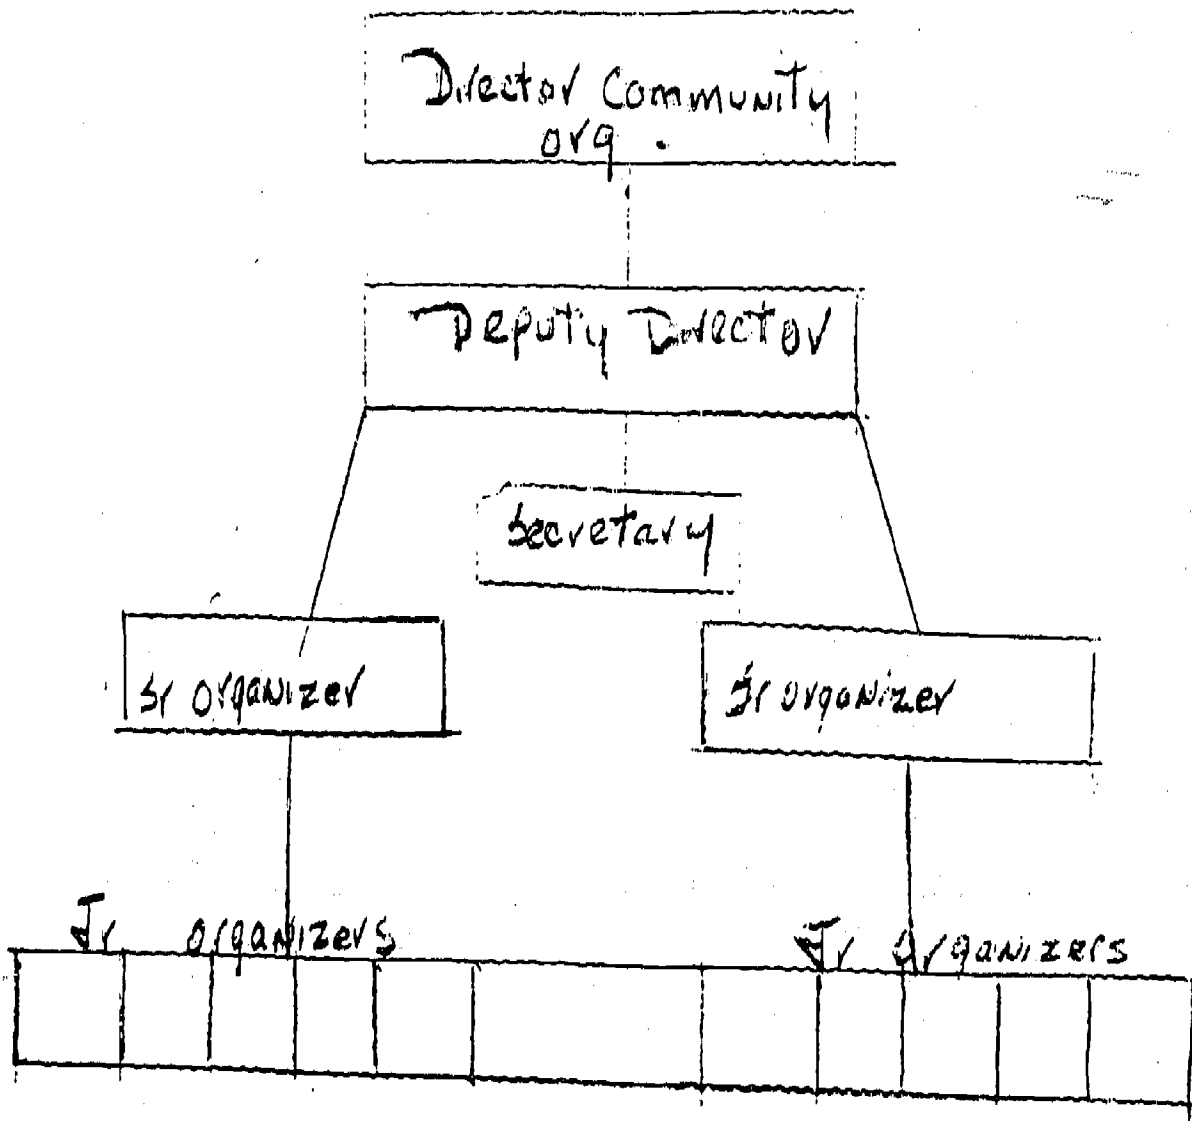 Director Community
org.
Deputy Director
Secretary
Sr organizer
Sr organizer
Jr organizers
Jr Organizers